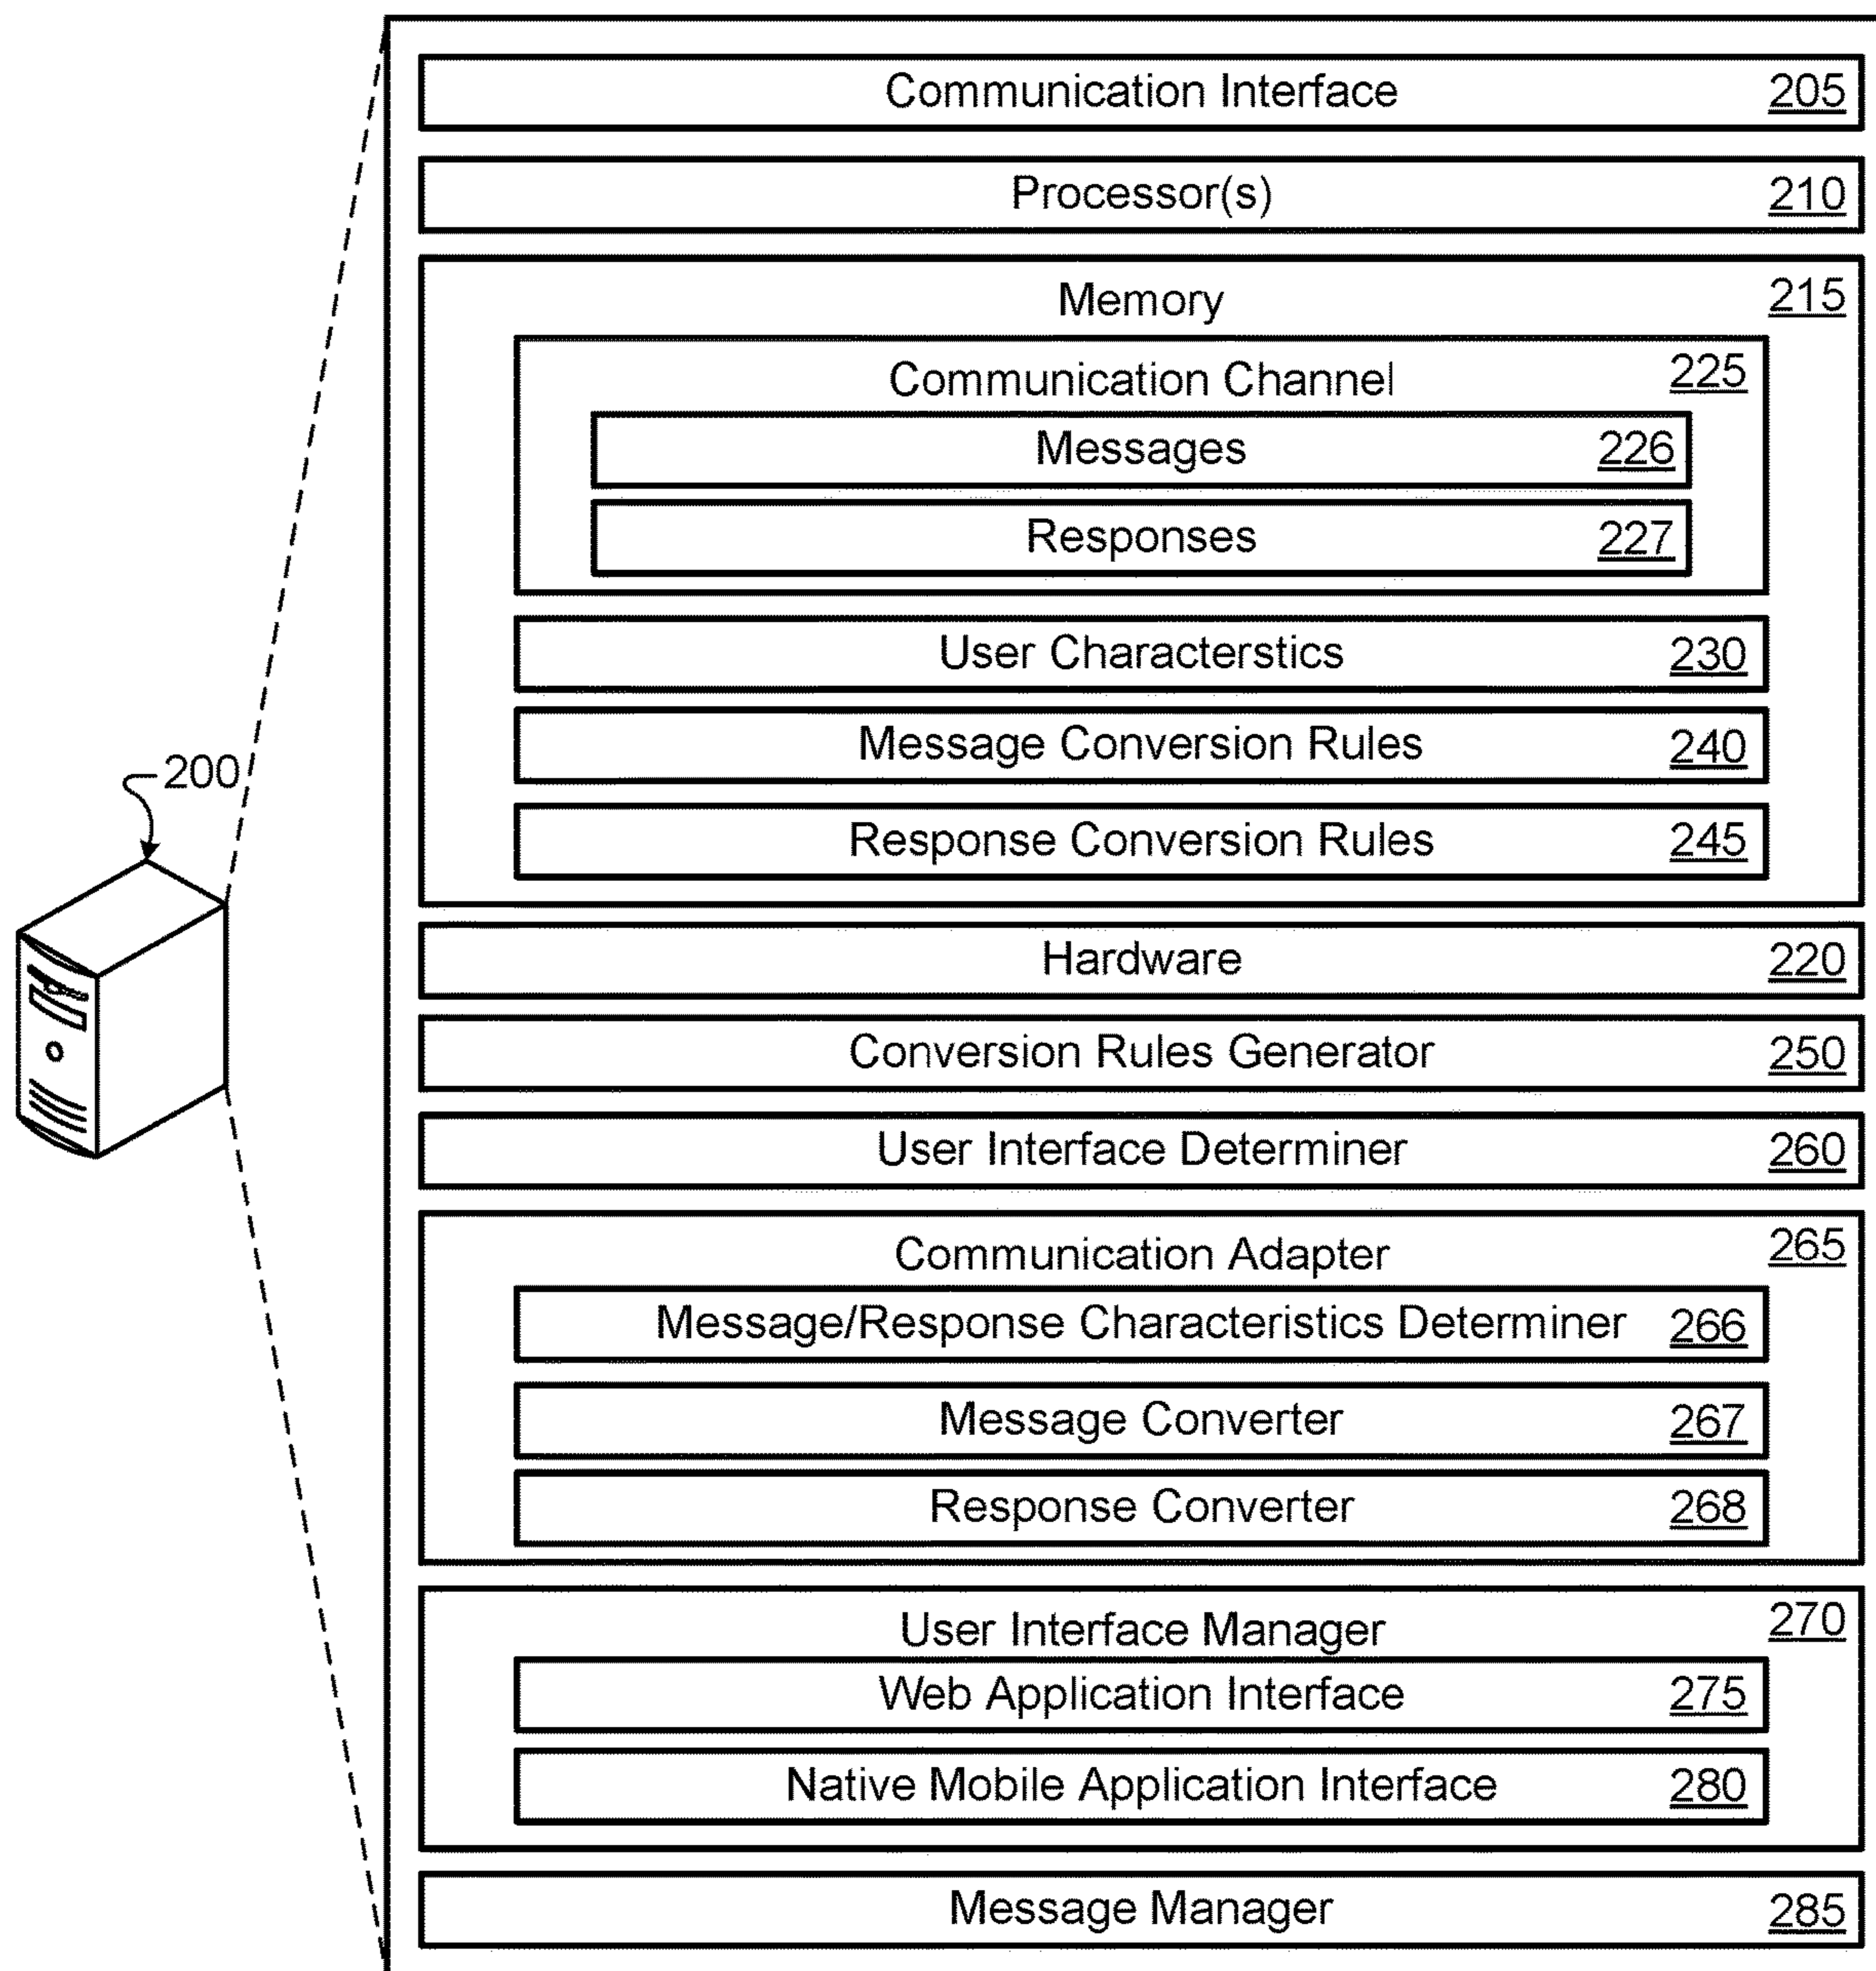 Communication Interface 205
Processor(s) 210
Memory 215
Communication Channel 225
Messages 226
Responses 227
User Characterstics 230
Message Conversion Rules 240
Response Conversion Rules 245
200
Hardware 220
Conversion Rules Generator 250
User Interface Determiner 260
Communication Adapter 265
Message/Response Characteristics Determiner 266
Message Converter 267
Response Converter 268
User Interface Manager 270
Web Application Interface 275
Native Mobile Application Interface 280
Message Manager 285